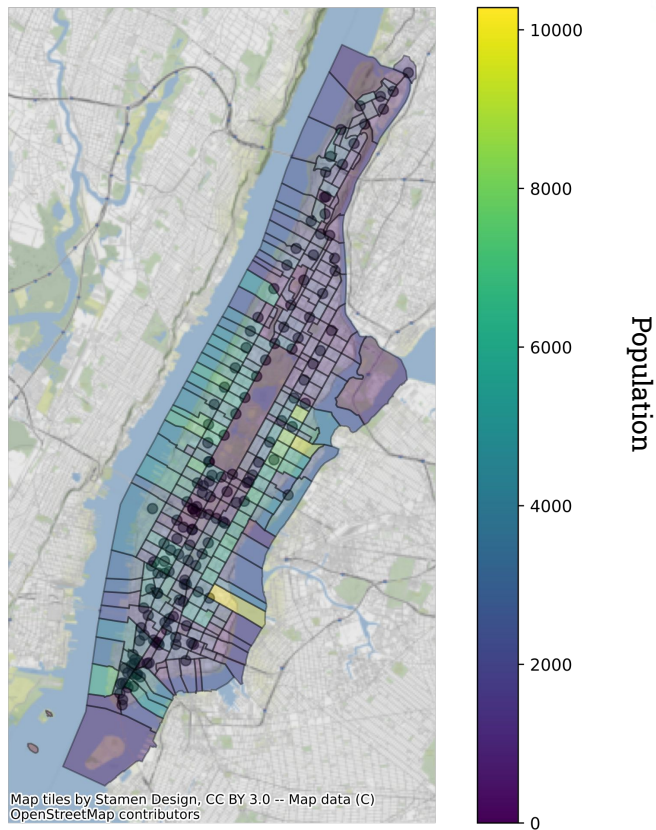 10000
8000
6000
4000
2000
0
Population
Map tiles by Stamen Design, CC BY 3.0 -- Map data (C)
OpenStreetMap contributors